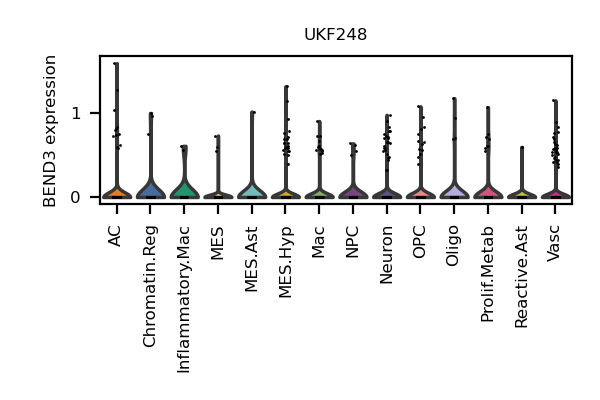 UKF248
BEND3 expression
1
0
AC
Chromatin.Reg
Inflammatory.Mac
MES
MES.Ast
MES.Hyp
Mac
NPC
Neuron
OPC
Oligo
Prolif.Metab
Reactive.Ast
Vasc